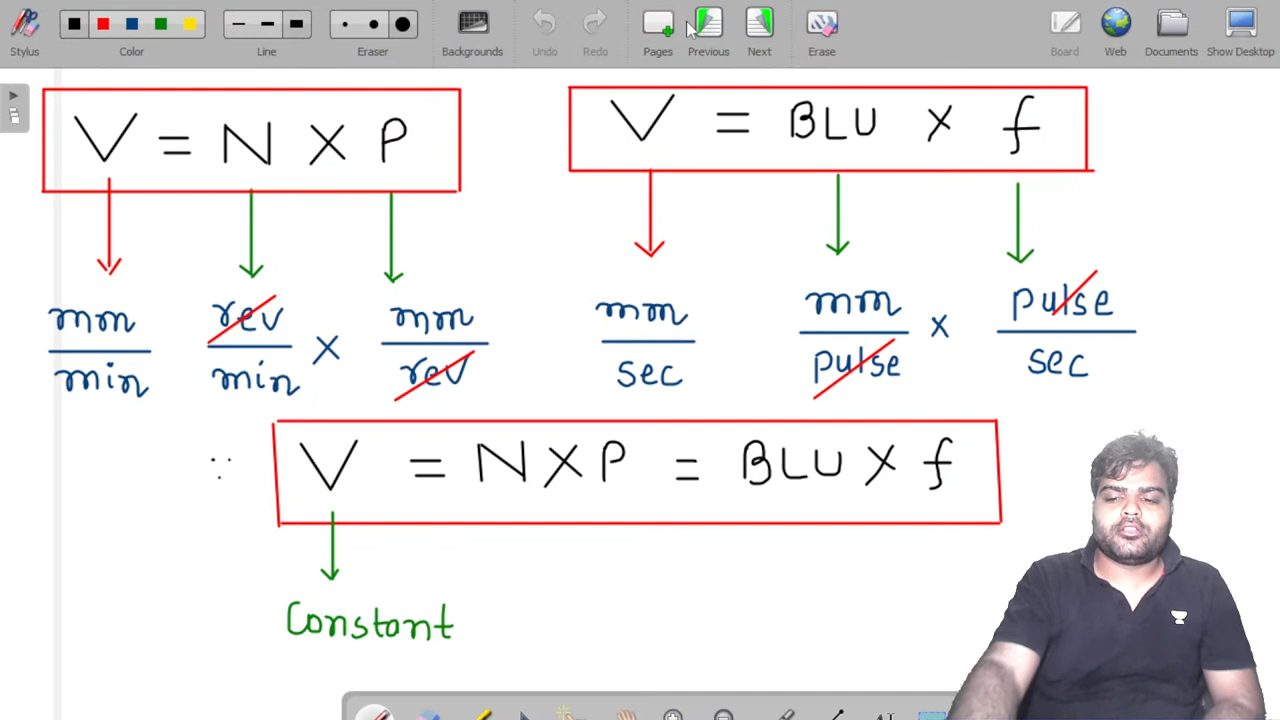 Stylus Color Line Eraser Backgrounds Undo Redo Pages Previous Next Erase Board Web Documents Show Desktop
V = N X P
V = BLU X f
mm/min rev/min X mm/rev
mm/sec mm/pulse x pulse/sec
∵ V = N X P = BLU X f
Constant